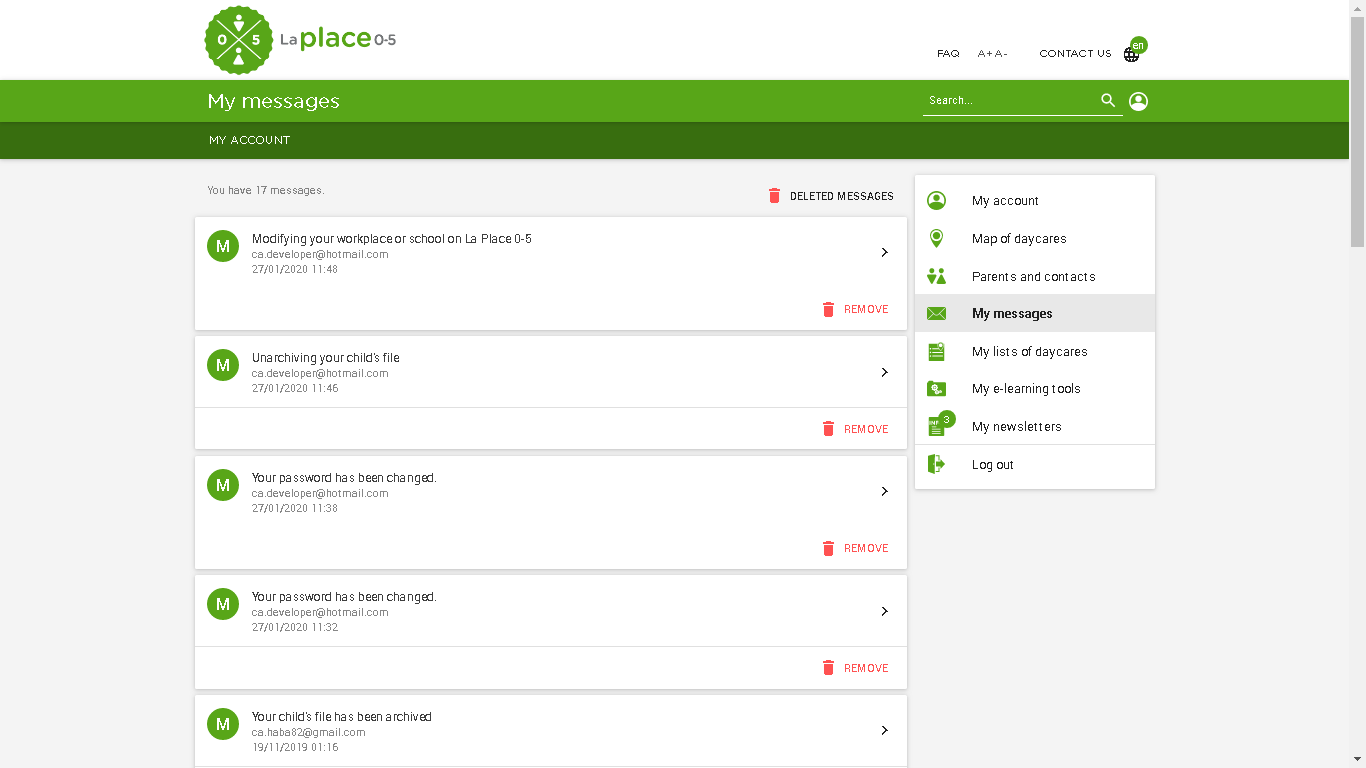 0 5 La place 0-5
FAQ A+ A- CONTACT US en
My messages Search...
MY ACCOUNT
You have 17 messages.
DELETED MESSAGES
M Modifying your workplace or school on La Place 0-5
ca.developer@hotmail.com
27/01/2020 11:48
REMOVE
M Unarchiving your child's file
ca.developer@hotmail.com
27/01/2020 11:46
REMOVE
M Your password has been changed.
ca.developer@hotmail.com
27/01/2020 11:38
REMOVE
M Your password has been changed.
ca.developer@hotmail.com
27/01/2020 11:32
REMOVE
M Your child's file has been archived
ca.haba82@gmail.com
19/11/2019 01:16
My account
Map of daycares
Parents and contacts
My messages
My lists of daycares
My e-learning tools
3 My newsletters
Log out